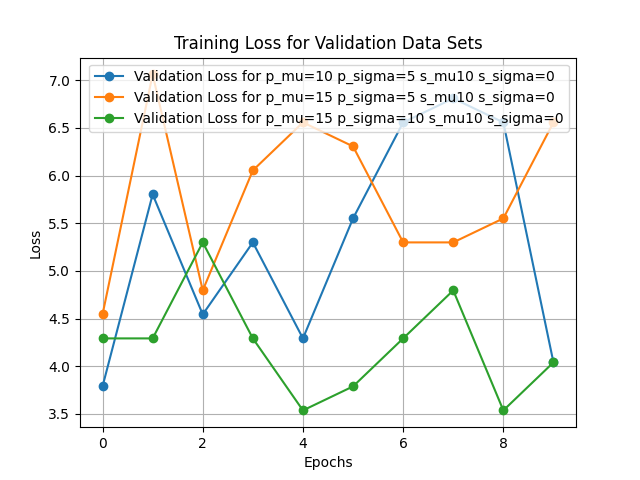 Training Loss for Validation Data Sets
Validation Loss for p_mu=10 p_sigma=5 s_mu10 s_sigma=0
Validation Loss for p_mu=15 p_sigma=5 s_mu10 s_sigma=0
Validation Loss for p_mu=15 p_sigma=10 s_mu10 s_sigma=0
7.0
6.5
6.0
5.5
5.0
4.5
4.0
3.5
Loss
0 2 4 6 8
Epochs